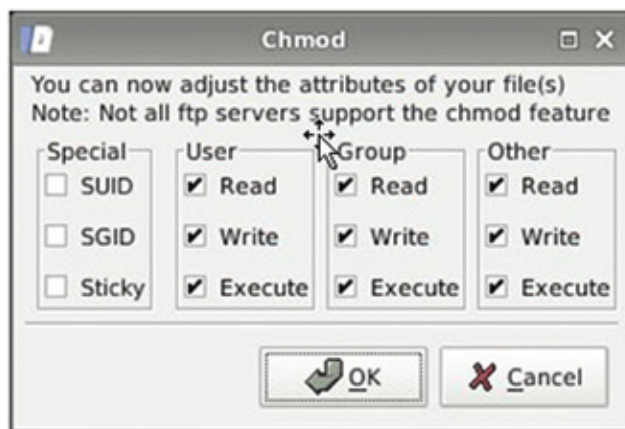 Chmod
You can now adjust the attributes of your file(s)
Note: Not all ftp servers support the chmod feature
Special User Group Other
SUID Read Read Read
SGID Write Write Write
Sticky Execute Execute Execute
OK Cancel